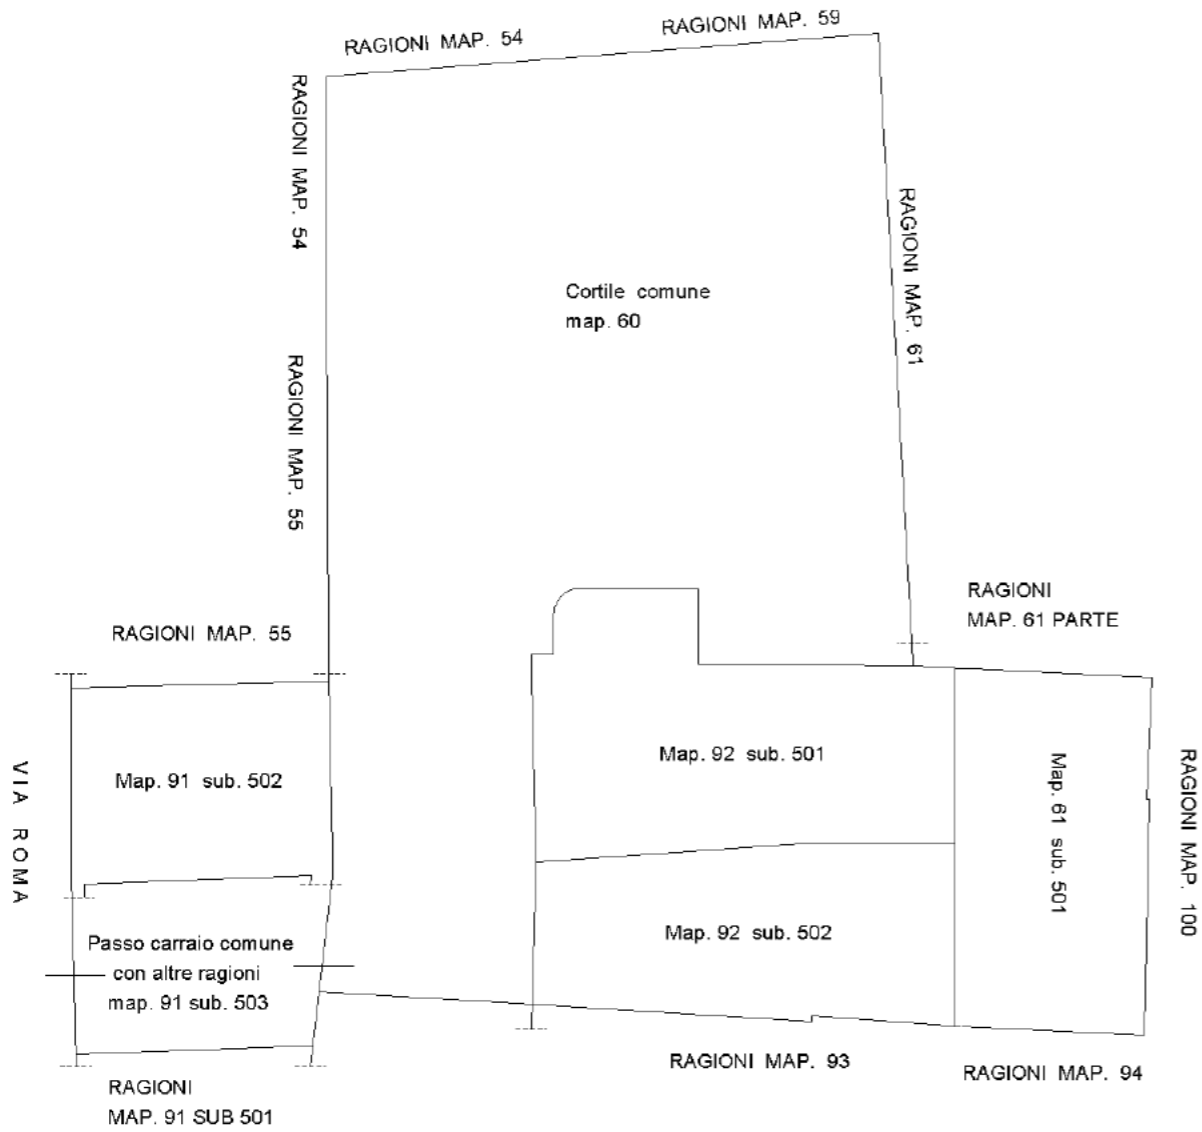 RAGIONI MAP. 54
RAGIONI MAP. 59
RAGIONI MAP. 54
RAGIONI MAP. 61
Cortile comune
map. 60
RAGIONI MAP. 55
RAGIONI
MAP. 61 PARTE
RAGIONI MAP. 55
Map. 91 sub. 502
Map. 92 sub. 501
Map. 61 sub. 501
RAGIONI MAP. 100
VIA ROMA
Map. 92 sub. 502
Passo carraio comune
con altre ragioni
map. 91 sub. 503
RAGIONI MAP. 93
RAGIONI MAP. 94
RAGIONI
MAP. 91 SUB 501